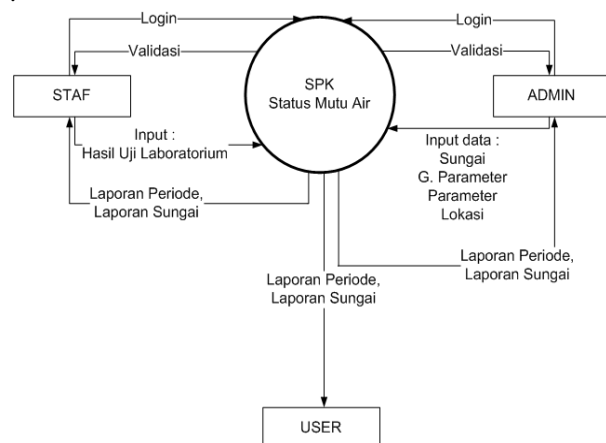 Login
Login
Validasi
Validasi
SPK
Status Mutu Air
STAF
ADMIN
Input :
Hasil Uji Laboratorium
Input data :
Sungai
G. Parameter
Parameter
Lokasi
Laporan Periode,
Laporan Sungai
Laporan Periode,
Laporan Sungai
Laporan Periode,
Laporan Sungai
USER